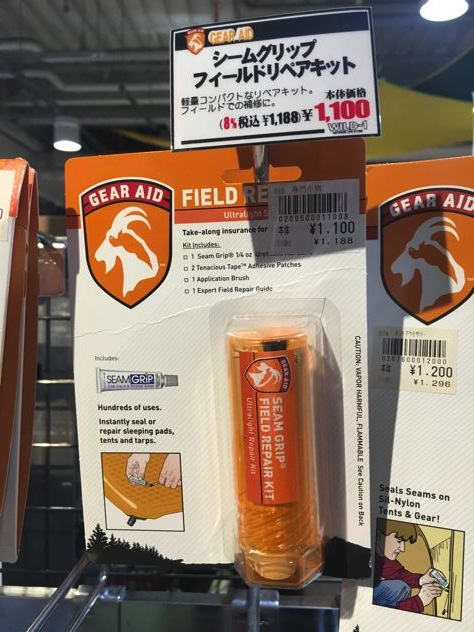 GEAR AID
シームグリップ
フィールドリペアキット
軽量コンパクトなリペアキット。
フィールドでの補修に。
本体価格
(8%税込¥1,188)¥1,100
WILD-1
GEAR AID
FIELD RE
Ultralight S
Take-along insurance for
Kit Includes:
1 Seam Grip® 1/4 oz
2 Tenacious Tape™ Adhesive Patches
1 Application Brush
1 Expert Field Repair Guide
専門小物
0209500011008
¥1.100
¥1.188
Includes:
SEAM GRIP
Hundreds of uses.
Instantly seal or
repair sleeping pads,
tents and tarps.
GEAR AID
SEAM GRIP®
FIELD REPAIR KIT
Ultralight Repair Kit
CAUTION: VAPOR HARMFUL, FLAMMABLE See Caution on Back
GEAR AID
0207600012000
¥1.200
¥1.296
Seals Seams on
Sil-Nylon
Tents & Gear!